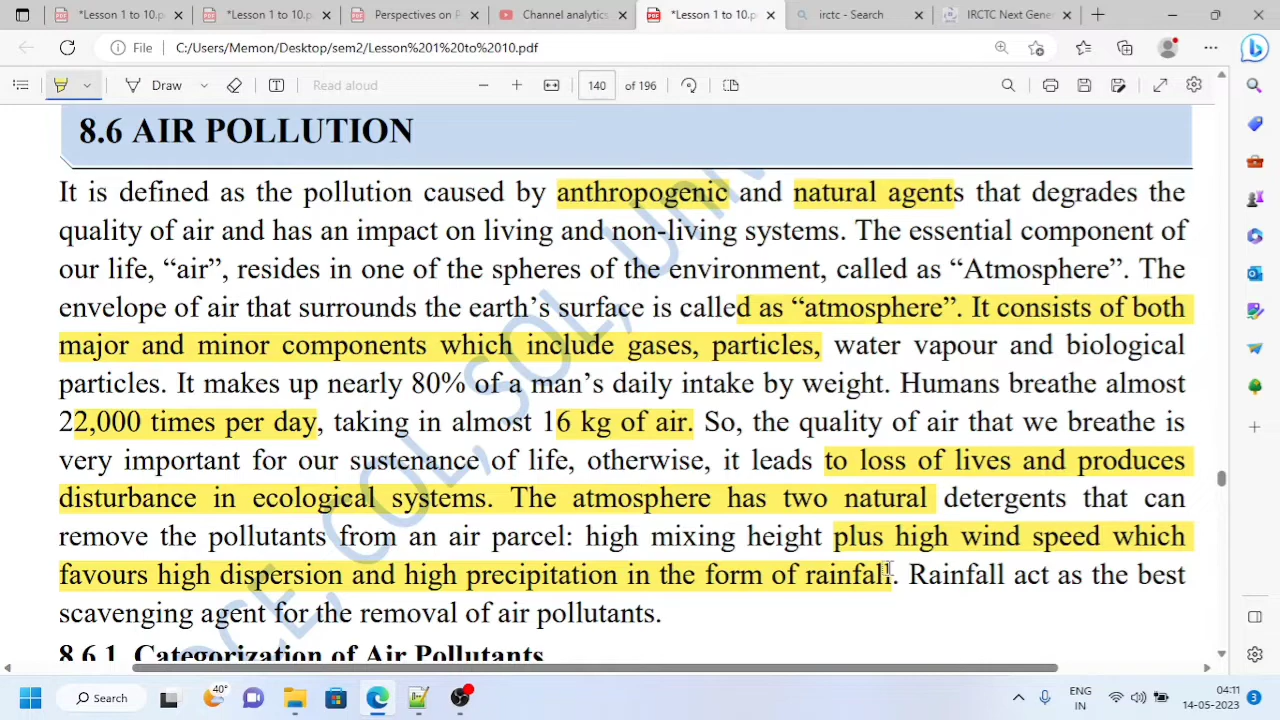 *Lesson 1 to 10.p
*Lesson 1 to 10.p
Perspectives on P
Channel analytics
*Lesson 1 to 10.p
irctc - Search
IRCTC Next Gene
File C:/Users/Memon/Desktop/sem2/Lesson%201%20to%2010.pdf
Draw Read aloud 140 of 196
8.6 AIR POLLUTION
It is defined as the pollution caused by anthropogenic and natural agents that degrades the
quality of air and has an impact on living and non-living systems. The essential component of
our life, “air”, resides in one of the spheres of the environment, called as “Atmosphere”. The
envelope of air that surrounds the earth’s surface is called as “atmosphere”. It consists of both
major and minor components which include gases, particles, water vapour and biological
particles. It makes up nearly 80% of a man’s daily intake by weight. Humans breathe almost
22,000 times per day, taking in almost 16 kg of air. So, the quality of air that we breathe is
very important for our sustenance of life, otherwise, it leads to loss of lives and produces
disturbance in ecological systems. The atmosphere has two natural detergents that can
remove the pollutants from an air parcel: high mixing height plus high wind speed which
favours high dispersion and high precipitation in the form of rainfall. Rainfall act as the best
scavenging agent for the removal of air pollutants.
8.6.1 Categorization of Air Pollutants
COL, SOL,
40°
Search
ENG
IN
04:11
14-05-2023
3